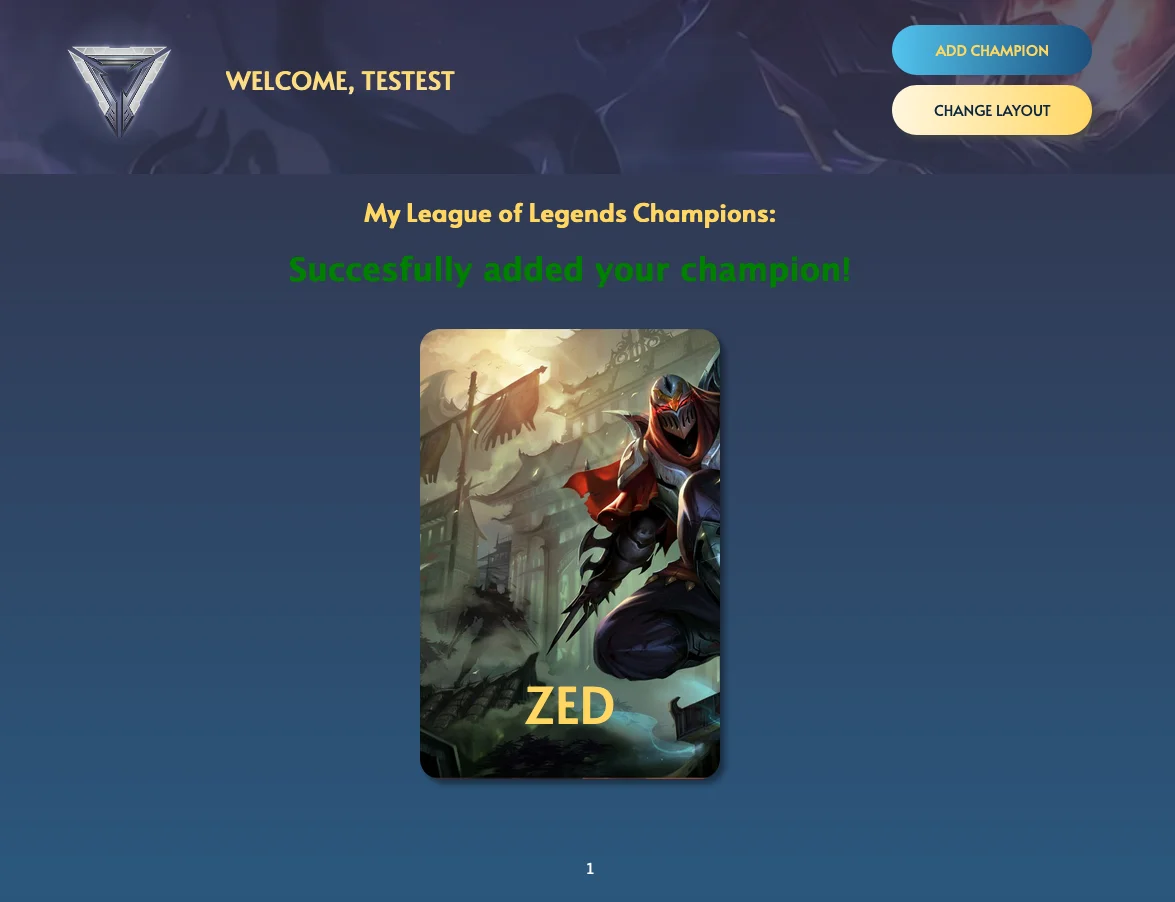 WELCOME, TESTEST
ADD CHAMPION
CHANGE LAYOUT
My League of Legends Champions:
Succesfully added your champion!
ZED
1